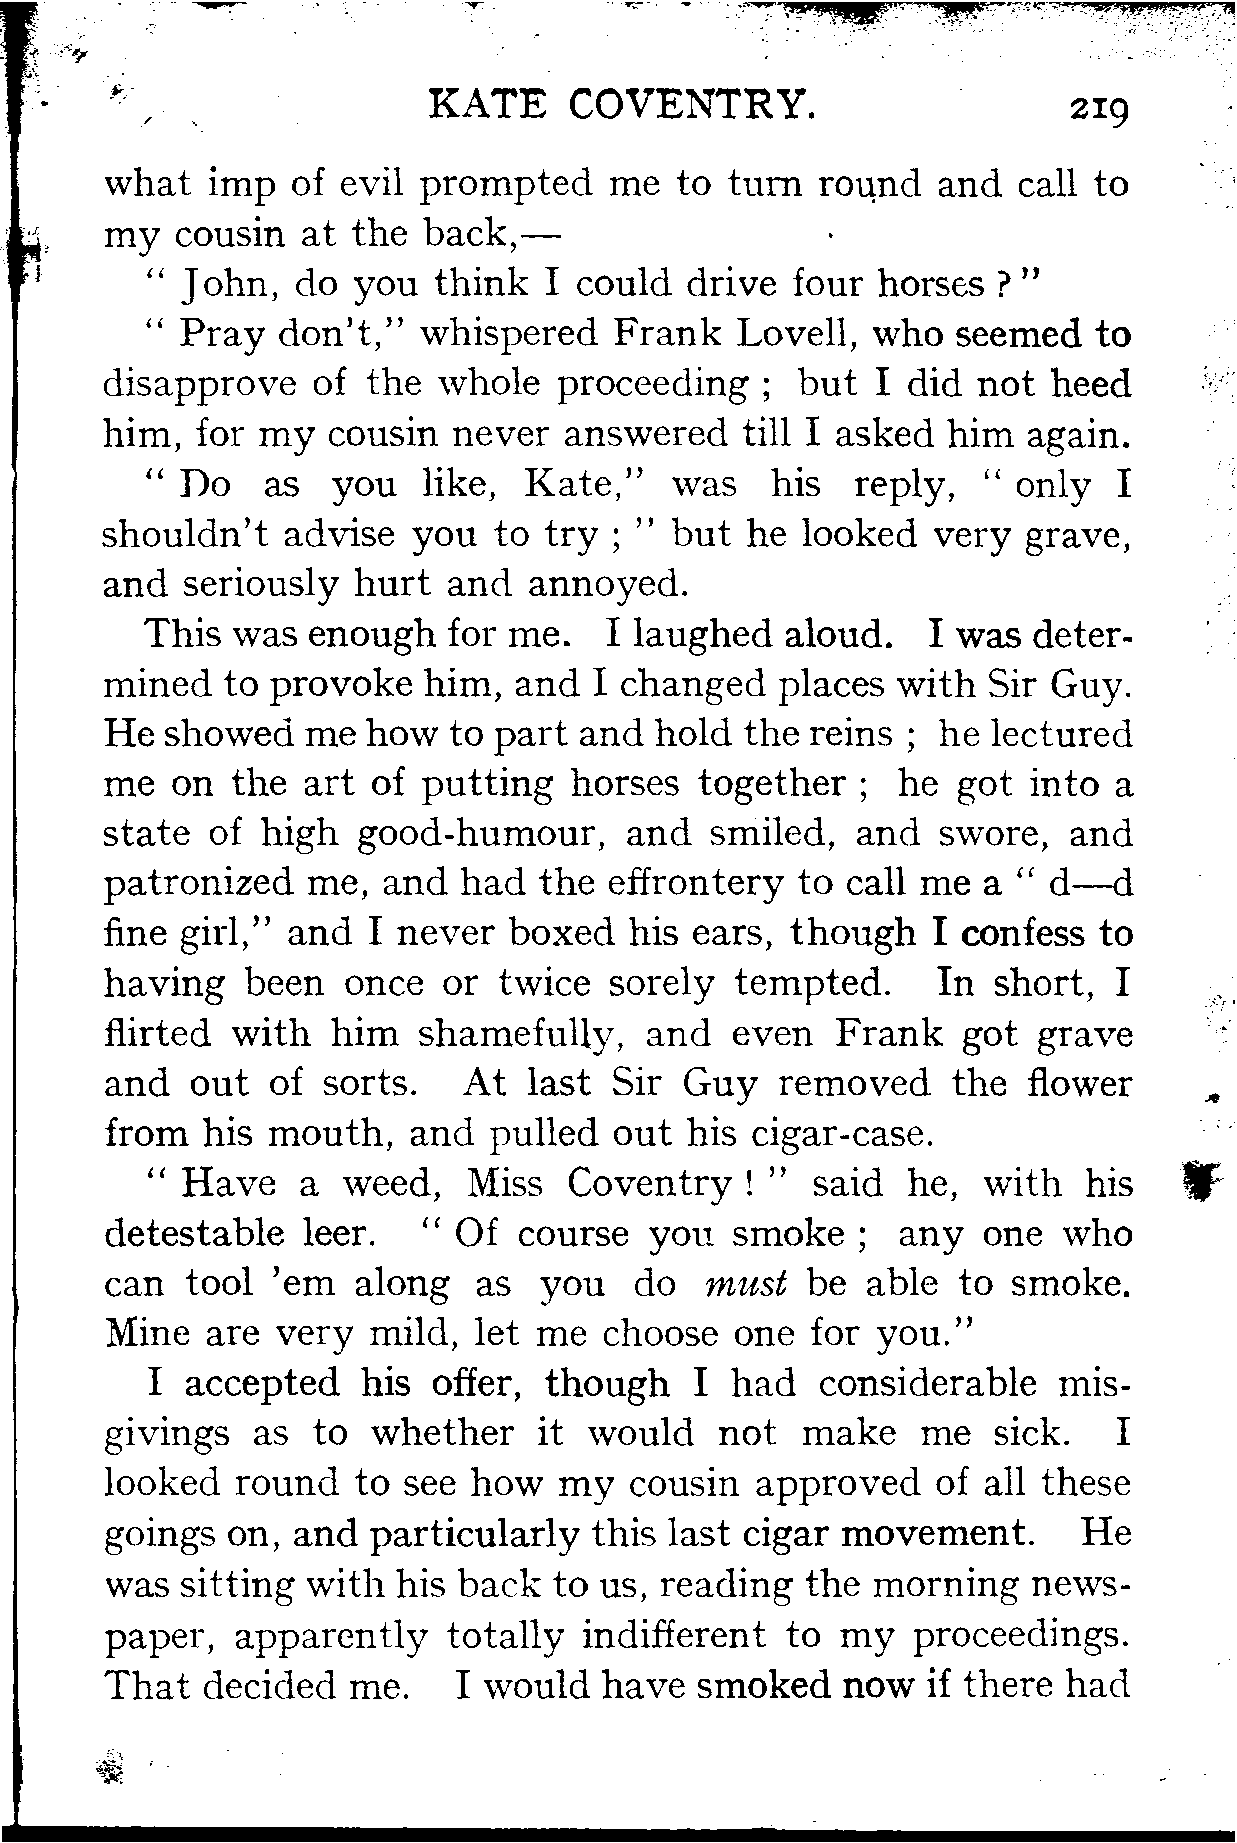 KATE COVENTRY. 219
what imp of evil prompted me to turn round and call to
my cousin at the back,—
“ John, do you think I could drive four horses ? ”
“ Pray don’t,” whispered Frank Lovell, who seemed to
disapprove of the whole proceeding ; but I did not heed
him, for my cousin never answered till I asked him again.
“ Do as you like, Kate,” was his reply, “ only I
shouldn’t advise you to try ; ” but he looked very grave,
and seriously hurt and annoyed.
This was enough for me. I laughed aloud. I was deter-
mined to provoke him, and I changed places with Sir Guy.
He showed me how to part and hold the reins ; he lectured
me on the art of putting horses together ; he got into a
state of high good-humour, and smiled, and swore, and
patronized me, and had the effrontery to call me a “ d—d
fine girl,” and I never boxed his ears, though I confess to
having been once or twice sorely tempted. In short, I
flirted with him shamefully, and even Frank got grave
and out of sorts. At last Sir Guy removed the flower
from his mouth, and pulled out his cigar-case.
“ Have a weed, Miss Coventry ! ” said he, with his
detestable leer. “ Of course you smoke ; any one who
can tool ’em along as you do must be able to smoke.
Mine are very mild, let me choose one for you.”
I accepted his offer, though I had considerable mis-
givings as to whether it would not make me sick. I
looked round to see how my cousin approved of all these
goings on, and particularly this last cigar movement. He
was sitting with his back to us, reading the morning news-
paper, apparently totally indifferent to my proceedings.
That decided me. I would have smoked now if there had